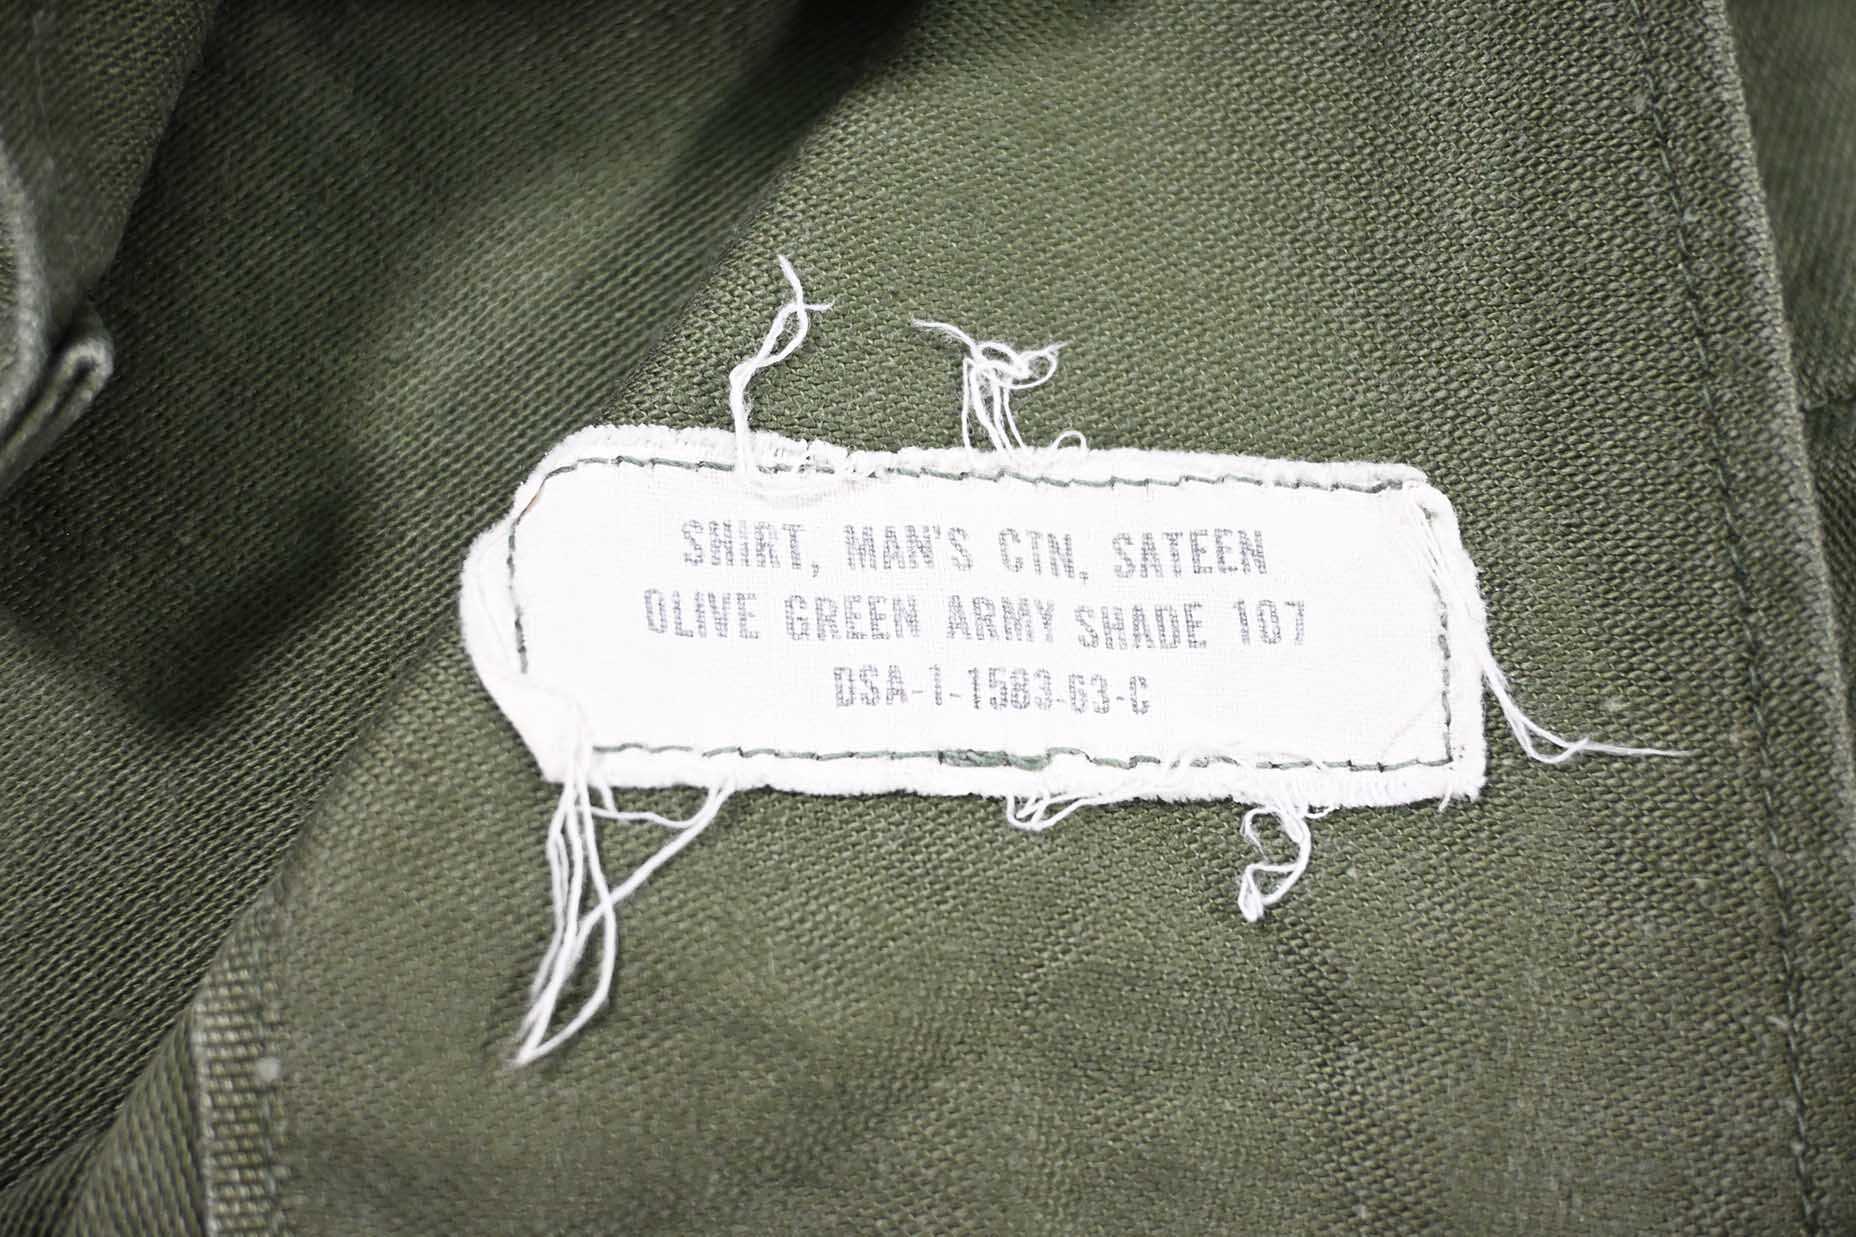 SHIRT, MAN'S CTN, SATEEN
OLIVE GREEN ARMY SHADE 107
DSA-1-1583-63-C